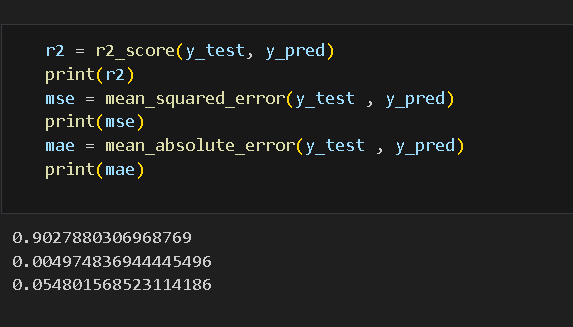 r2 = r2_score(y_test, y_pred)
print(r2)
mse = mean_squared_error(y_test , y_pred)
print(mse)
mae = mean_absolute_error(y_test , y_pred)
print(mae)
0.9027880306968769
0.004974836944445496
0.054801568523114186